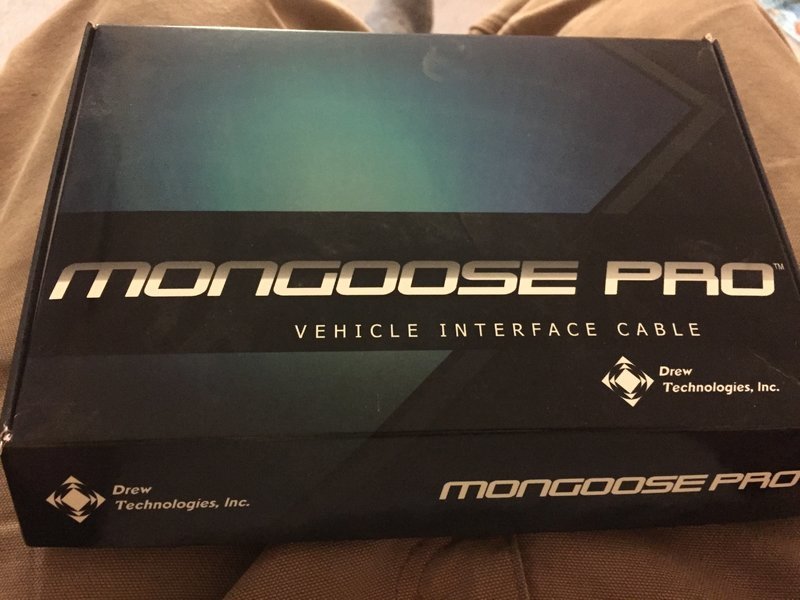 MONGOOSE PRO™
VEHICLE INTERFACE CABLE
Drew
Technologies, Inc.
Drew
Technologies, Inc.
MONGOOSE PRO